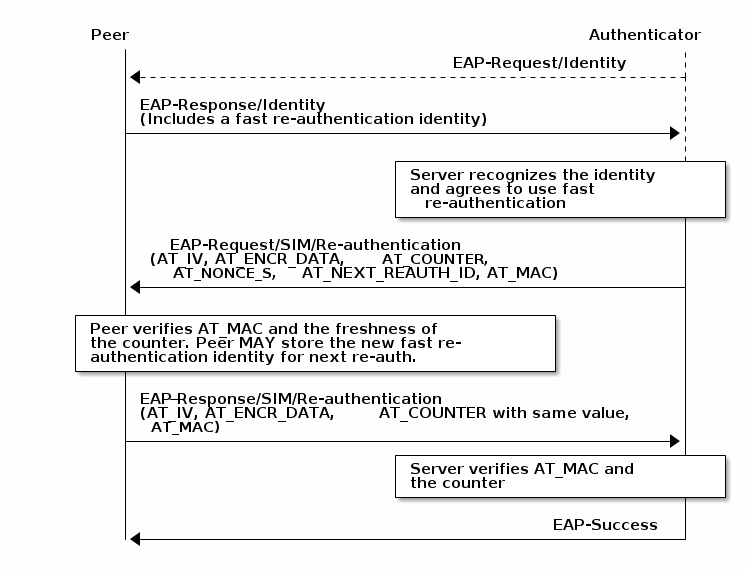 Peer Authenticator
EAP-Request/Identity
EAP-Response/Identity
(Includes a fast re-authentication identity)
Server recognizes the identity
and agrees to use fast
re-authentication
EAP-Request/SIM/Re-authentication
(AT_IV, AT_ENCR_DATA, AT_COUNTER,
AT_NONCE_S, AT_NEXT_REAUTH_ID, AT_MAC)
Peer verifies AT_MAC and the freshness of
the counter. Peer MAY store the new fast re-
authentication identity for next re-auth.
EAP-Response/SIM/Re-authentication
(AT_IV, AT_ENCR_DATA, AT_COUNTER with same value,
AT_MAC)
Server verifies AT_MAC and
the counter
EAP-Success